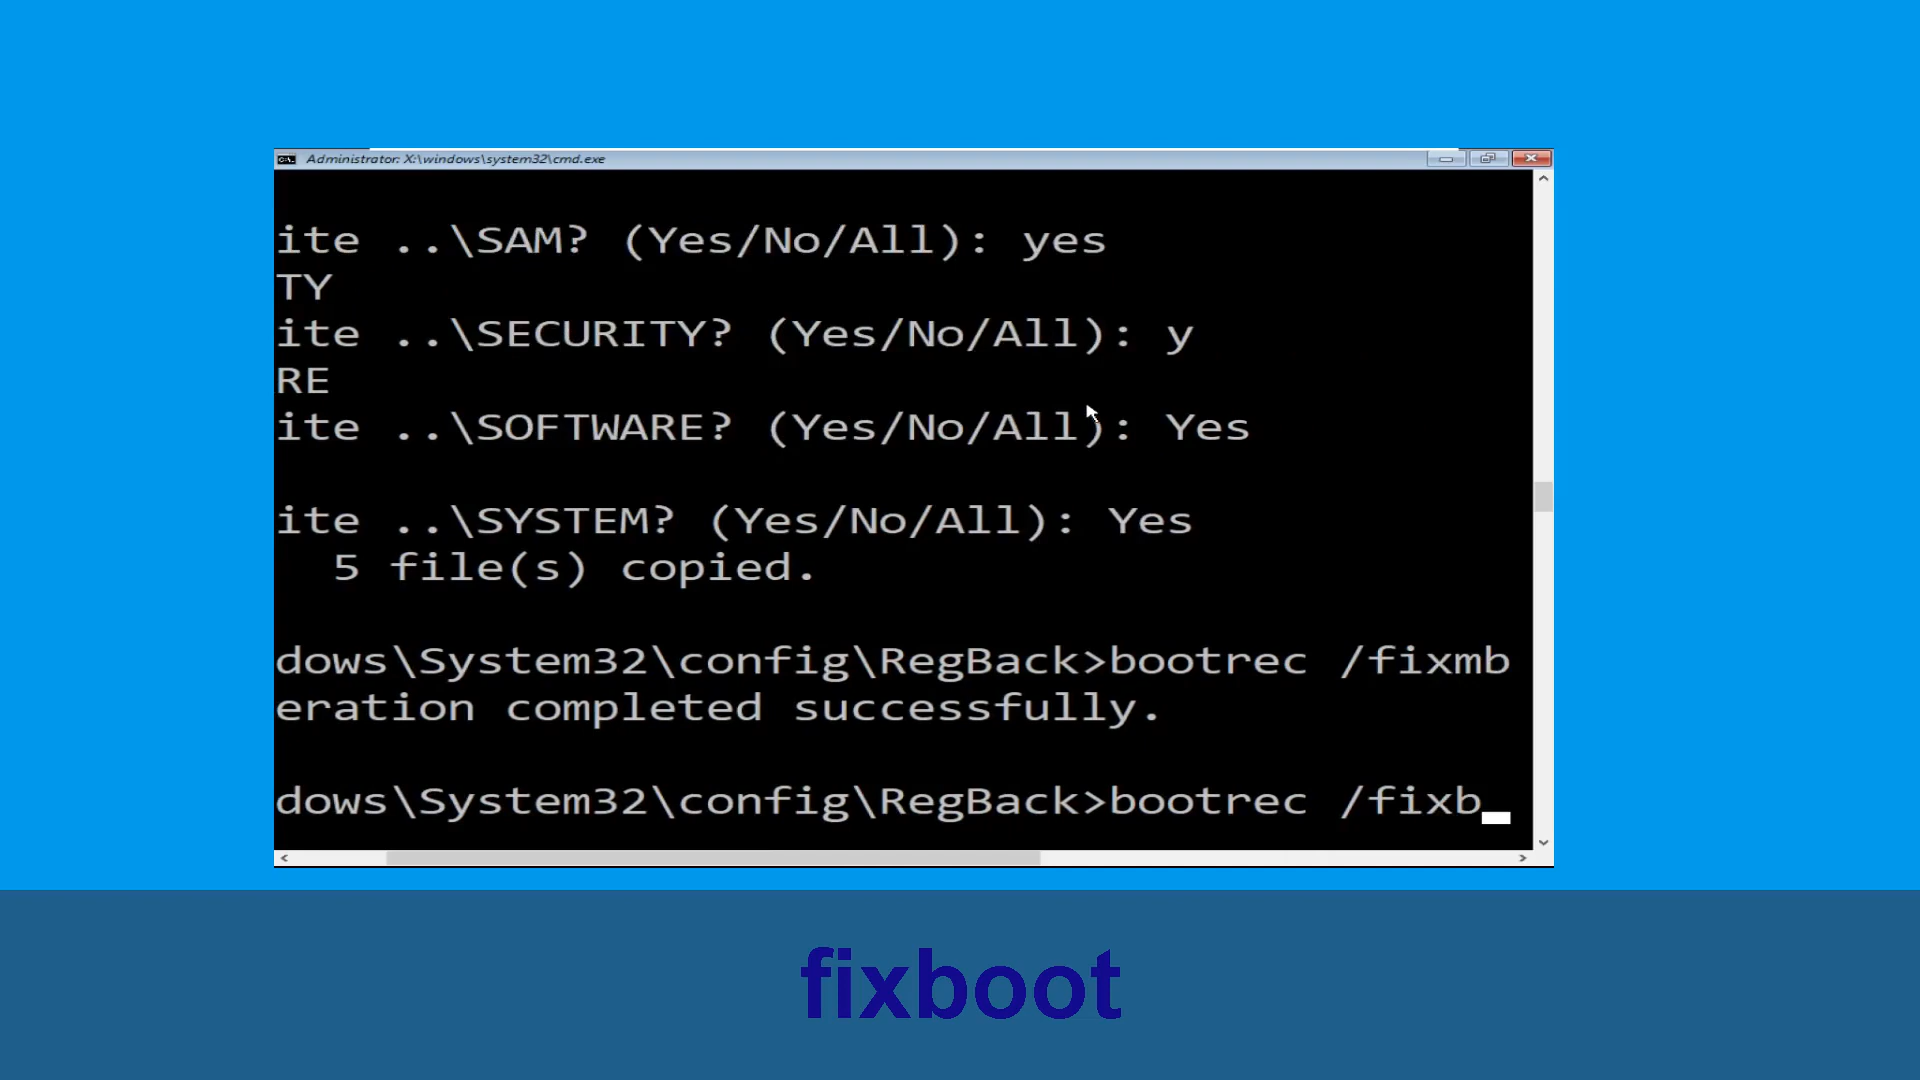 Administrator: X:\windows\system32\cmd.exe
ite ..\SAM? (Yes/No/All): yes
TY
ite ..\SECURITY? (Yes/No/All): y
RE
ite ..\SOFTWARE? (Yes/No/All): Yes
ite ..\SYSTEM? (Yes/No/All): Yes
5 file(s) copied.
dows\System32\config\RegBack>bootrec /fixmb
eration completed successfully.
dows\System32\config\RegBack>bootrec /fixb
fixboot